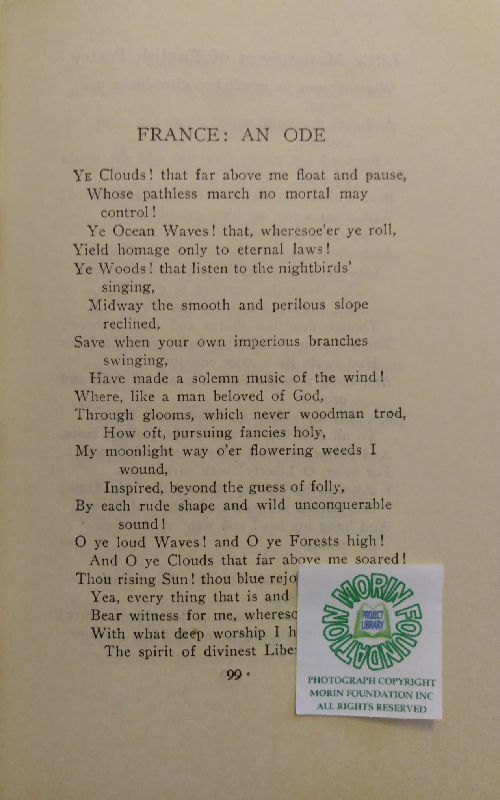 FRANCE: AN ODE
YE Clouds! that far above me float and pause,
Whose pathless march no mortal may
control!
Ye Ocean Waves! that, wheresoe'er ye roll,
Yield homage only to eternal laws!
Ye Woods! that listen to the nightbirds'
singing,
Midway the smooth and perilous slope
reclined,
Save when your own imperious branches
swinging,
Have made a solemn music of the wind!
Where, like a man beloved of God,
Through glooms, which never woodman trod,
How oft, pursuing fancies holy,
My moonlight way o'er flowering weeds I
wound,
Inspired, beyond the guess of folly,
By each rude shape and wild unconquerable
sound!
O ye loud Waves! and O ye Forests high!
And O ye Clouds that far above me soared!
Thou rising Sun! thou blue rejo
Yea, every thing that is and
Bear witness for me, wheresc
With what deep worship I h
The spirit of divinest Libe
99
MORIN FOUNDATION
PROJECT
LIBRARY
PHOTOGRAPH COPYRIGHT
MORIN FOUNDATION INC
ALL RIGHTS RESERVED